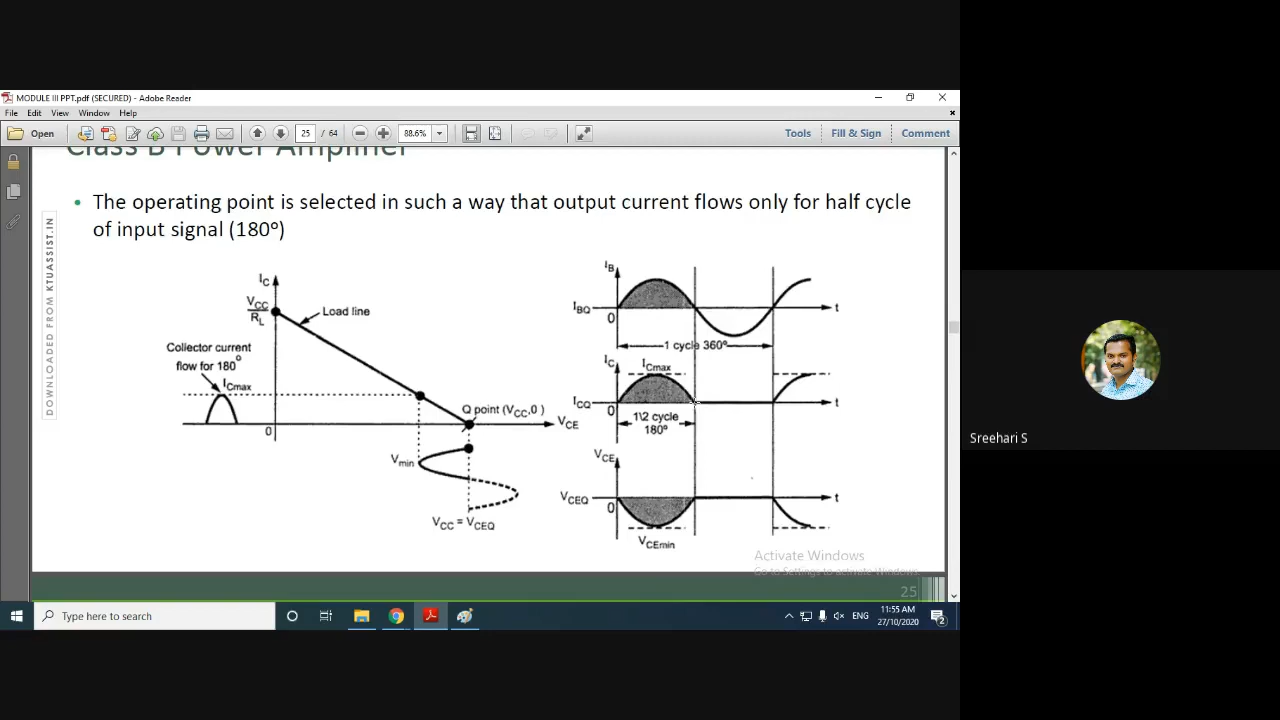 MODULE III PPT.pdf (SECURED) - Adobe Reader
File Edit View Window Help
Open 25 / 64 88.6% Tools Fill & Sign Comment
Class B Power Amplifier
• The operating point is selected in such a way that output current flows only for half cycle
of input signal (180º)
DOWNLOADED FROM KTUASSIST.IN
IC
VCC
RL
Load line
Collector current
flow for 180°
ICmax
Q point (VCC,0 )
0
VCE
Vmin
VCC = VCEQ
IB
IBQ
0
t
1 cycle 360°
IC
ICmax
ICQ
0
t
1\2 cycle
180°
VCE
VCEQ
0
t
VCEmin
Activate Windows
Go to Settings to activate Windows.
25
Sreehari S
Type here to search
ENG
11:55 AM
27/10/2020
2